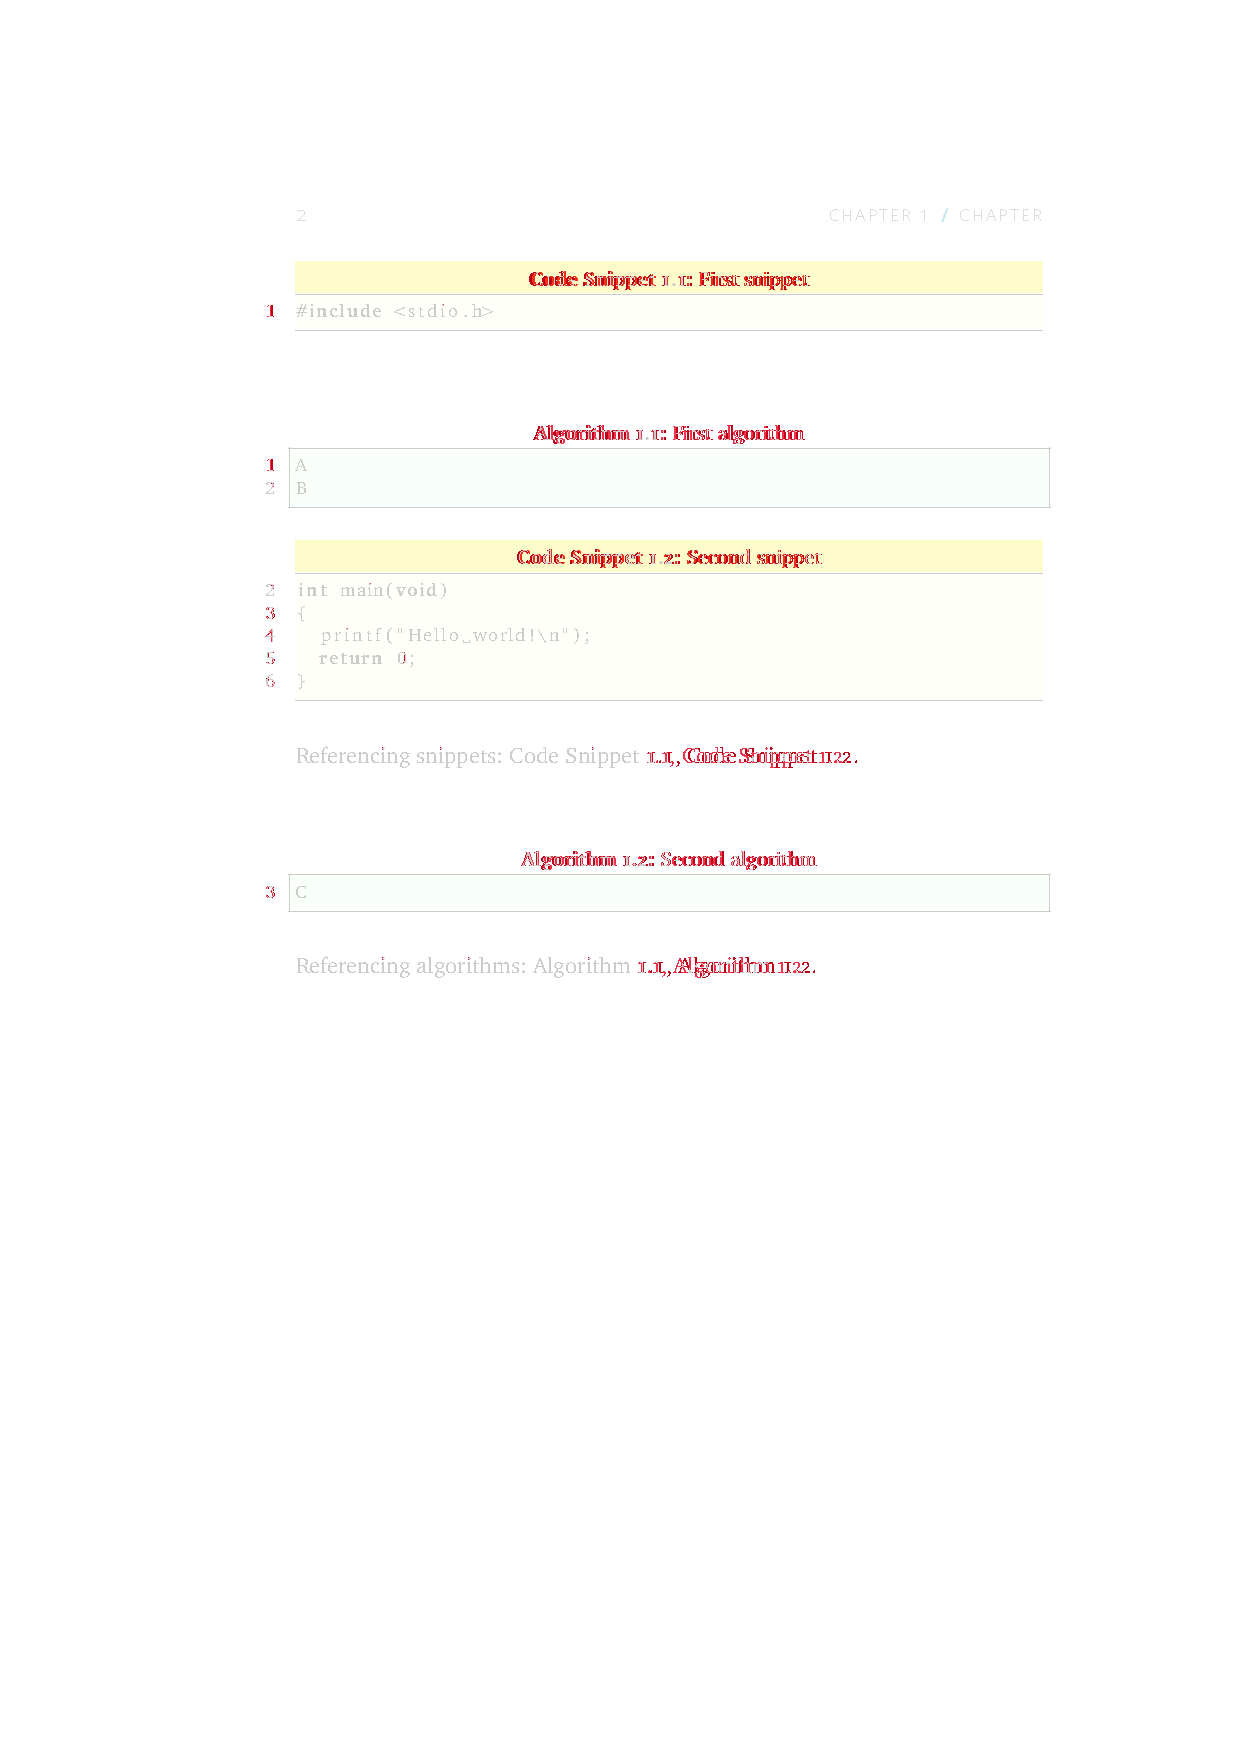 2 CHAPTER 1 / CHAPTER
Code Snippet 1.1: First snippet
1 #include <stdio.h>
Algorithm 1.1: First algorithm
1 A
2 B
Code Snippet 1.2: Second snippet
2 int main(void)
3 {
4 printf("Hello␣world!\n");
5 return 0;
6 }
Referencing snippets: Code Snippet 1.1, Code Snippet 1.2.
Algorithm 1.2: Second algorithm
3 C
Referencing algorithms: Algorithm 1.1, Algorithm 1.2.